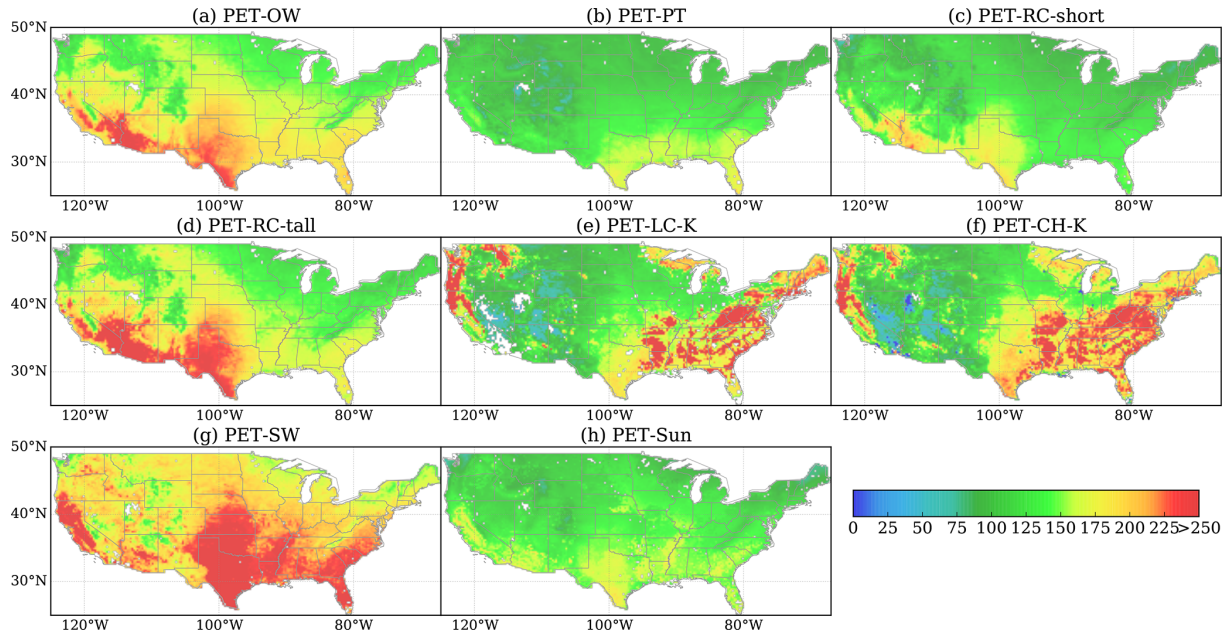 (a) PET-OW
(b) PET-PT
(c) PET-RC-short
50°N
40°N
30°N
120°W 100°W 80°W
120°W 100°W 80°W
120°W 100°W 80°W
(d) PET-RC-tall
(e) PET-LC-K
(f) PET-CH-K
50°N
40°N
30°N
120°W 100°W 80°W
120°W 100°W 80°W
120°W 100°W 80°W
(g) PET-SW
(h) PET-Sun
50°N
40°N
30°N
120°W 100°W 80°W
120°W 100°W 80°W
0 25 50 75 100 125 150 175 200 225 >250